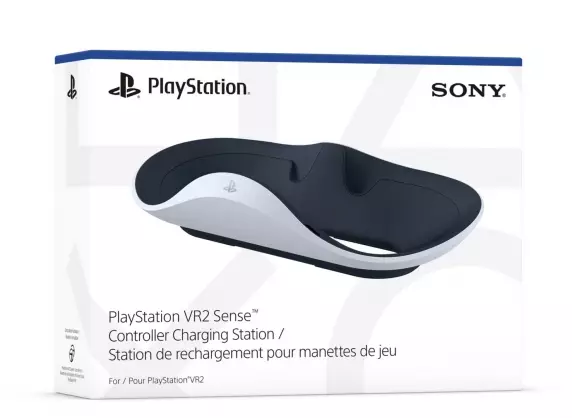 PlayStation®
SONY®
PlayStation VR2 Sense™
Controller Charging Station /
Station de rechargement pour manettes de jeu
For / Pour PlayStation®VR2